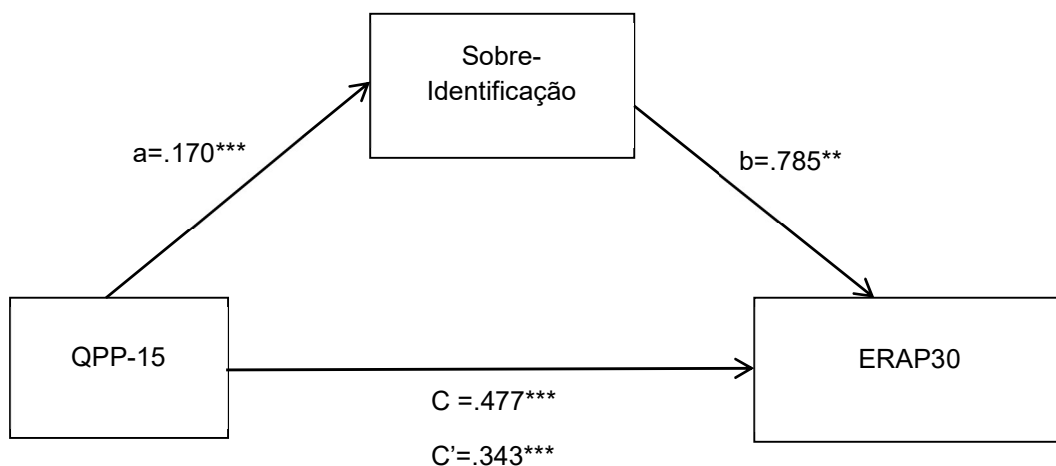 Sobre-
Identificação
a=.170***
b=.785**
QPP-15
ERAP30
C =.477***
C’=.343***